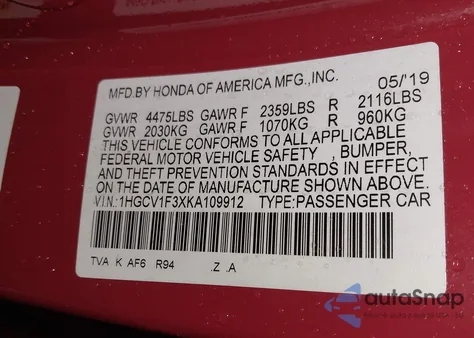 MFD.BY HONDA OF AMERICA MFG.,INC. 05/'19
GVWR 4475LBS GAWR F 2359LBS R 2116LBS
GVWR 2030KG GAWR F 1070KG R 960KG
THIS VEHICLE CONFORMS TO ALL APPLICABLE
FEDERAL MOTOR VEHICLE SAFETY , BUMPER,
AND THEFT PREVENTION STANDARDS IN EFFECT
ON THE DATE OF MANUFACTURE SHOWN ABOVE.
V.I.N.: 1HGCV1F3XKA109912 TYPE:PASSENGER CAR
TVA K AF6 R94 .Z .A
autoSnap